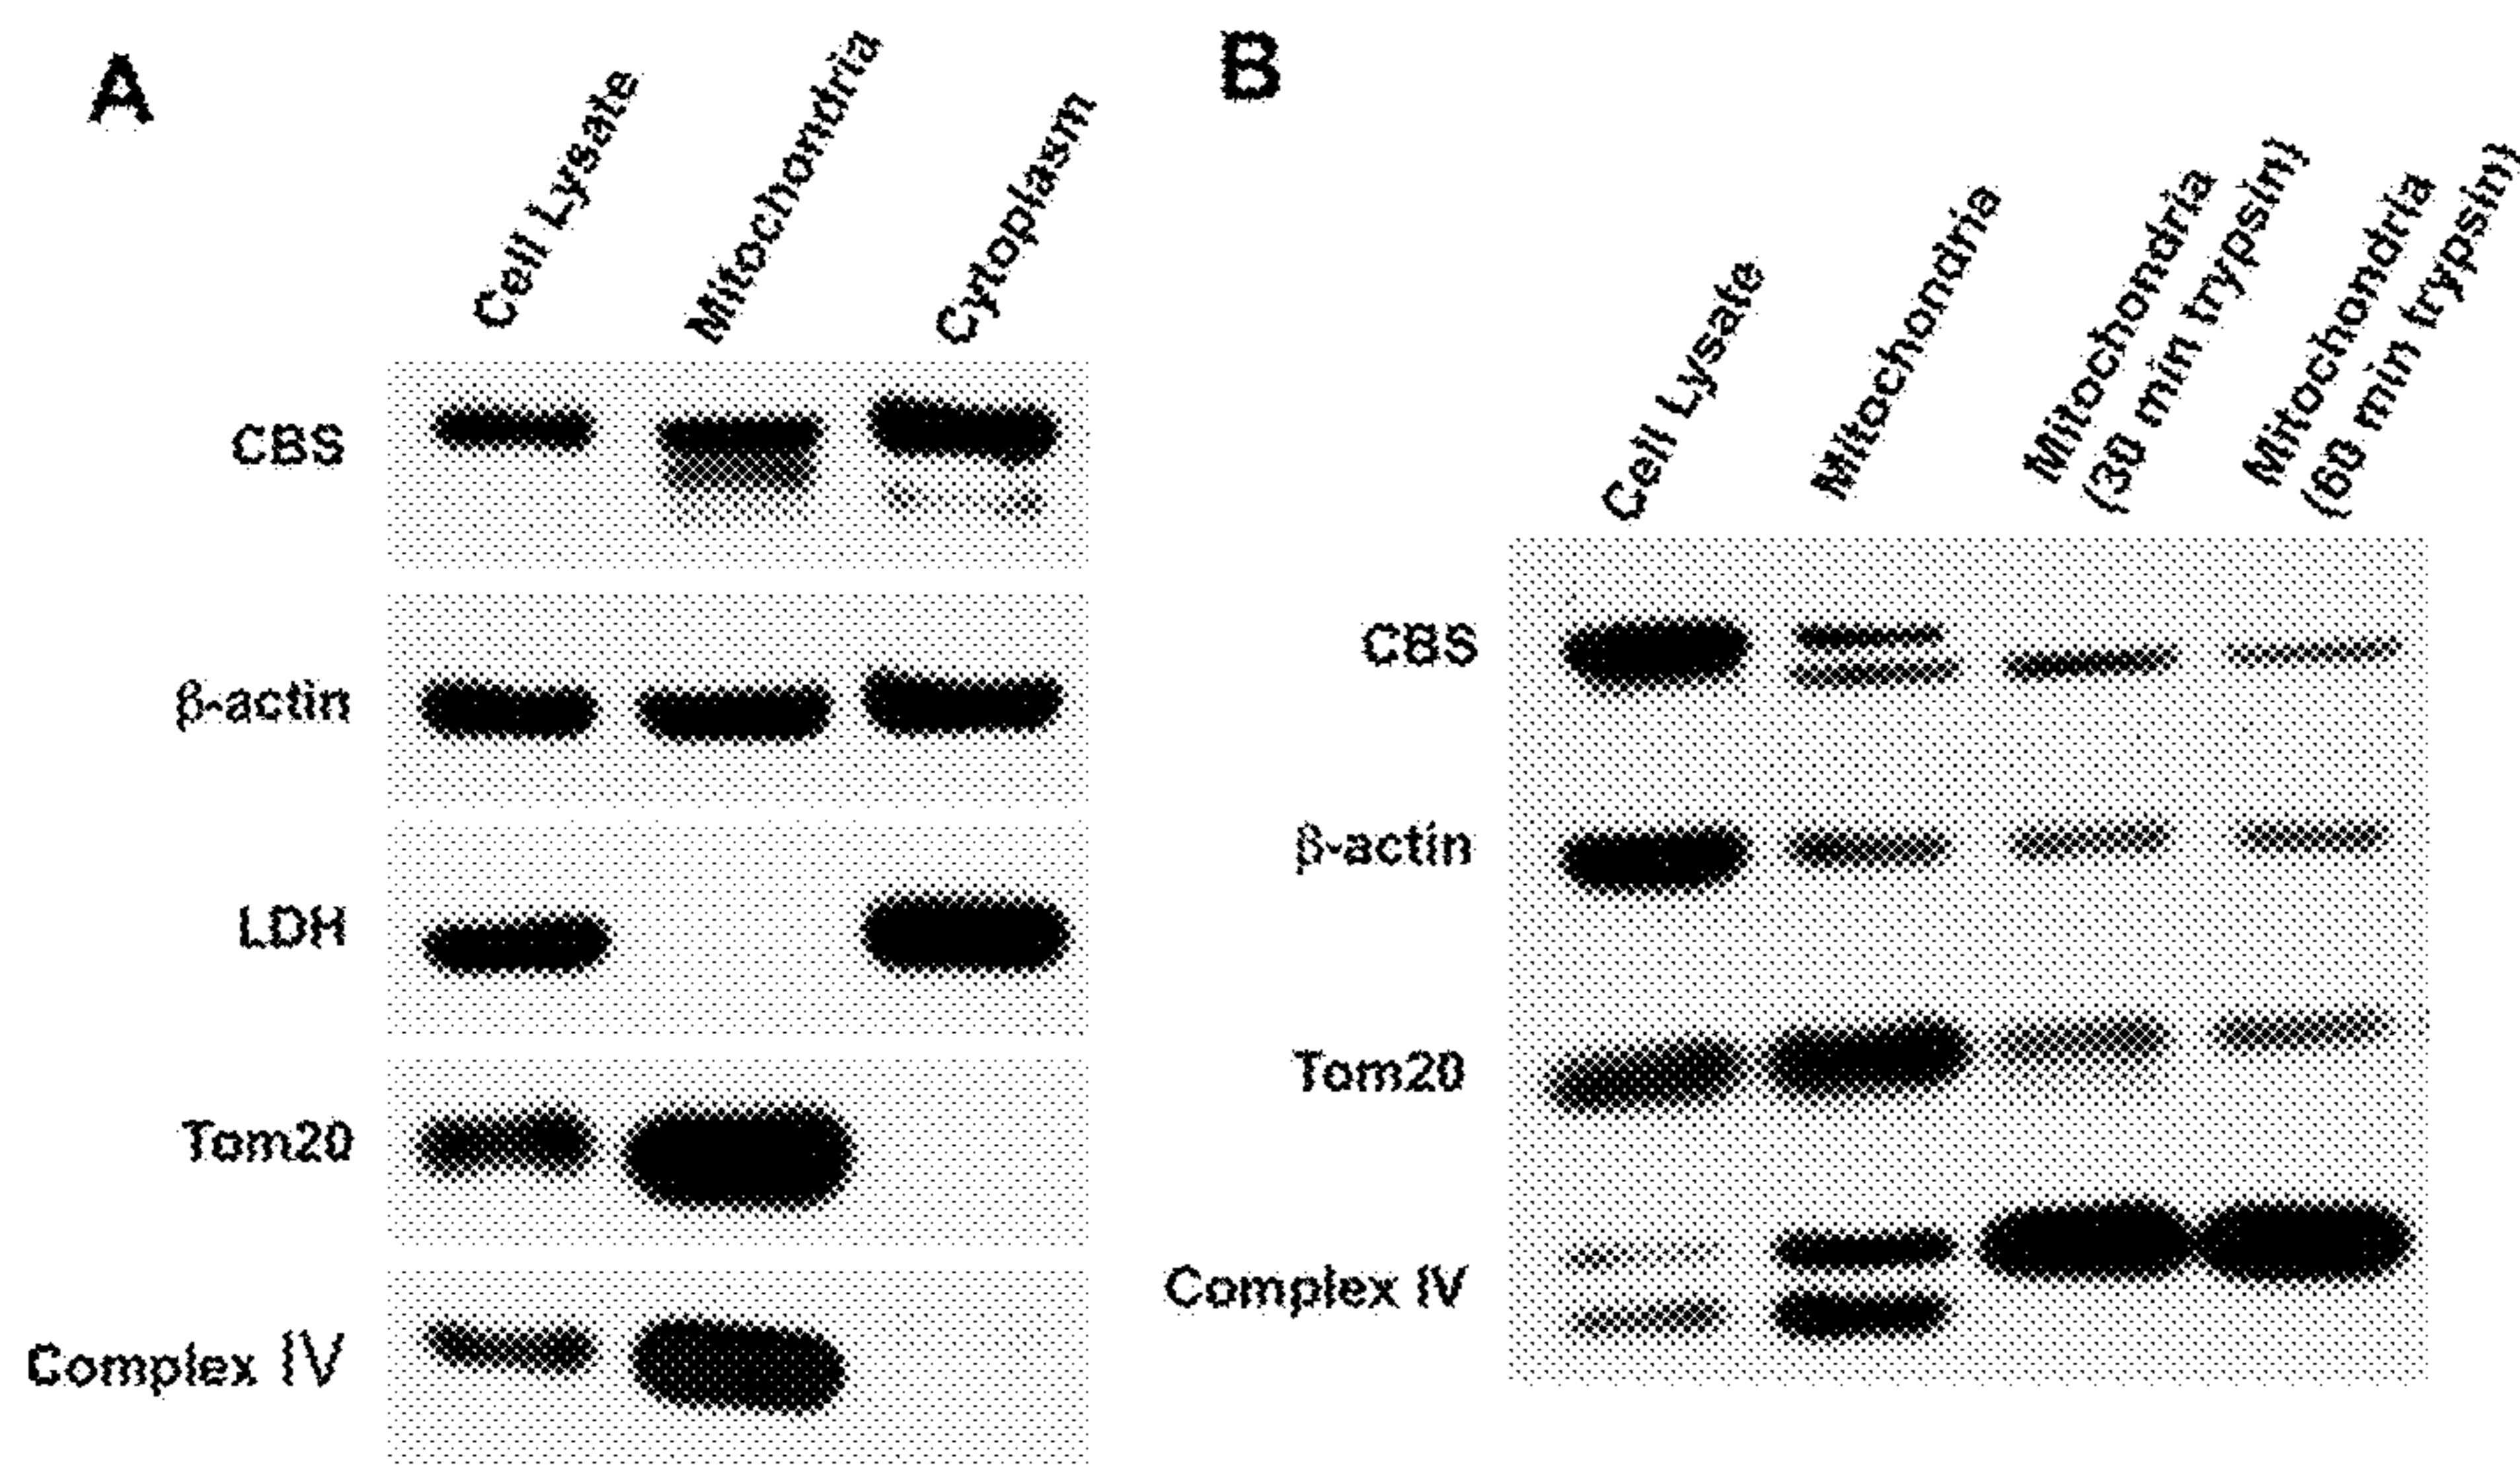 A
Cell Lysate
Mitochondria
Cytoplasm
CBS
β-actin
LDH
Tom20
Complex IV
B
Cell Lysate
Mitochondria
Mitochondria
(30 min trypsin)
Mitochondria
(60 min trypsin)
CBS
β-actin
Tom20
Complex IV